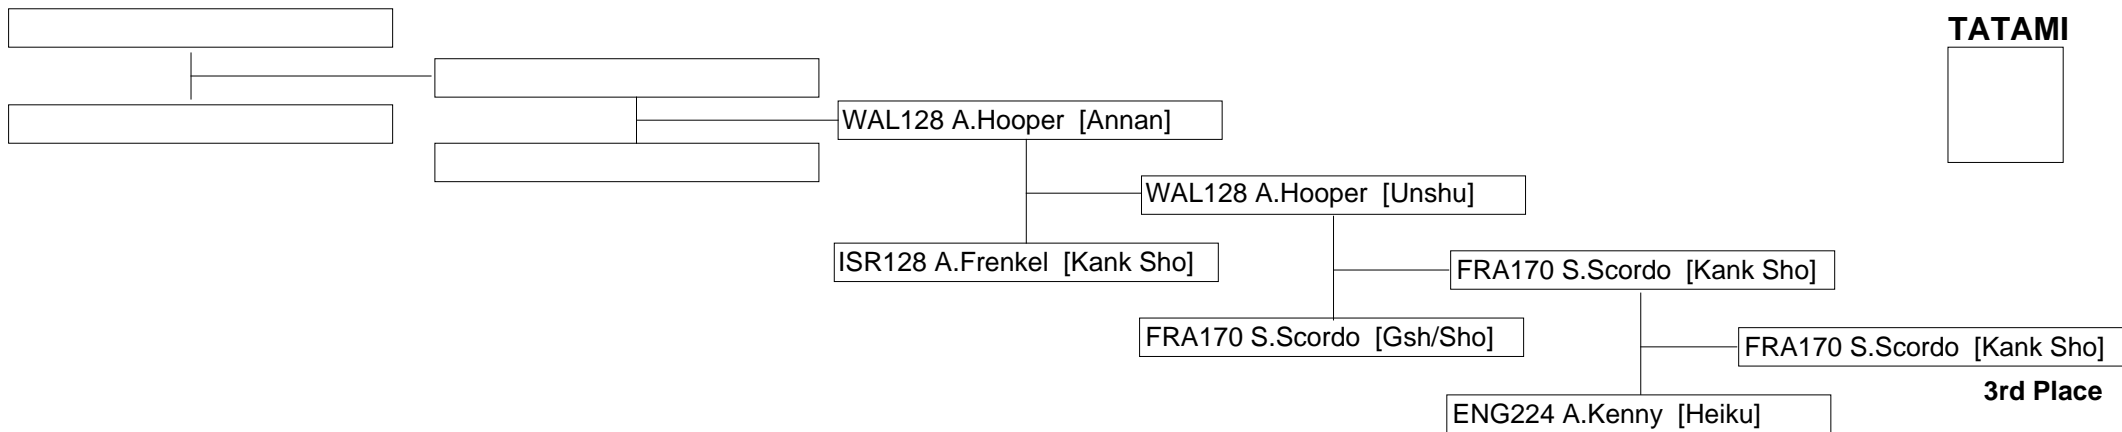 TATAMI
WAL128 A.Hooper [Annan]
WAL128 A.Hooper [Unshu]
ISR128 A.Frenkel [Kank Sho]
FRA170 S.Scordo [Kank Sho]
FRA170 S.Scordo [Gsh/Sho]
FRA170 S.Scordo [Kank Sho]
3rd Place
ENG224 A.Kenny [Heiku]